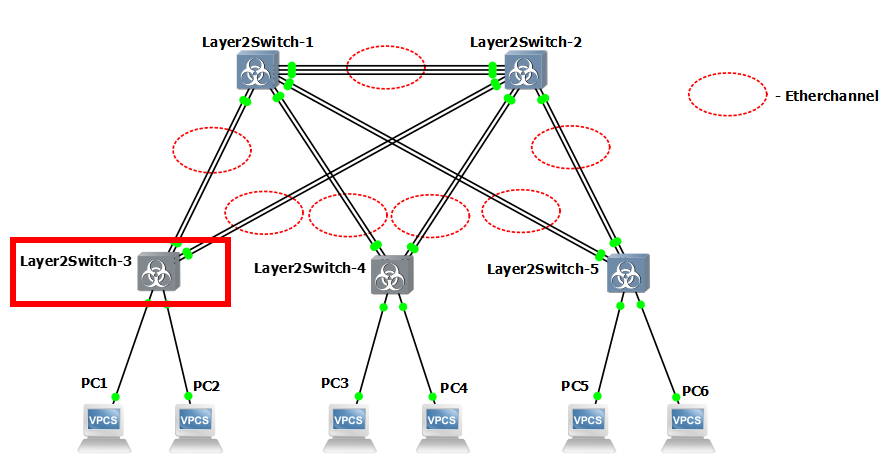 Layer2Switch-1
Layer2Switch-2
- Etherchannel
Layer2Switch-3
Layer2Switch-4
Layer2Switch-5
PC1
PC2
PC3
PC4
PC5
PC6
VPCS
VPCS
VPCS
VPCS
VPCS
VPCS